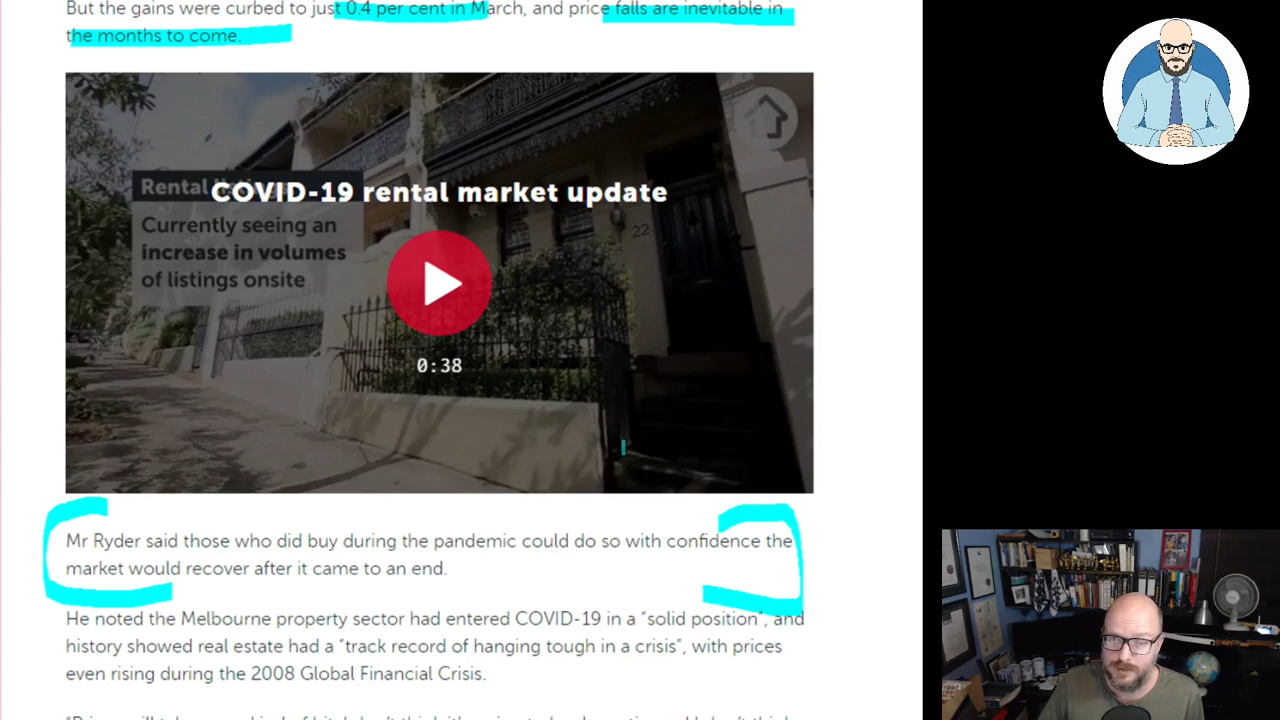 But the gains were curbed to just 0.4 per cent in March, and price falls are inevitable in
the months to come.
Rental
COVID-19 rental market update
Currently seeing an
increase in volumes
of listings onsite
22
0:38
Mr Ryder said those who did buy during the pandemic could do so with confidence the
market would recover after it came to an end.
He noted the Melbourne property sector had entered COVID-19 in a “solid position”, and
history showed real estate had a “track record of hanging tough in a crisis”, with prices
even rising during the 2008 Global Financial Crisis.